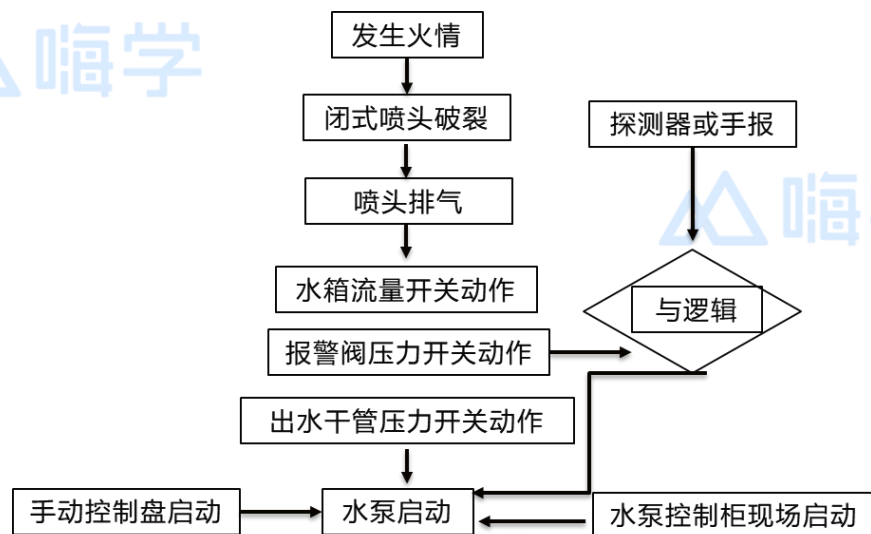 发生火情
嗨学
闭式喷头破裂
探测器或手报
喷头排气
嗨
水箱流量开关动作
与逻辑
报警阀压力开关动作
出水干管压力开关动作
手动控制盘启动
水泵启动
水泵控制柜现场启动